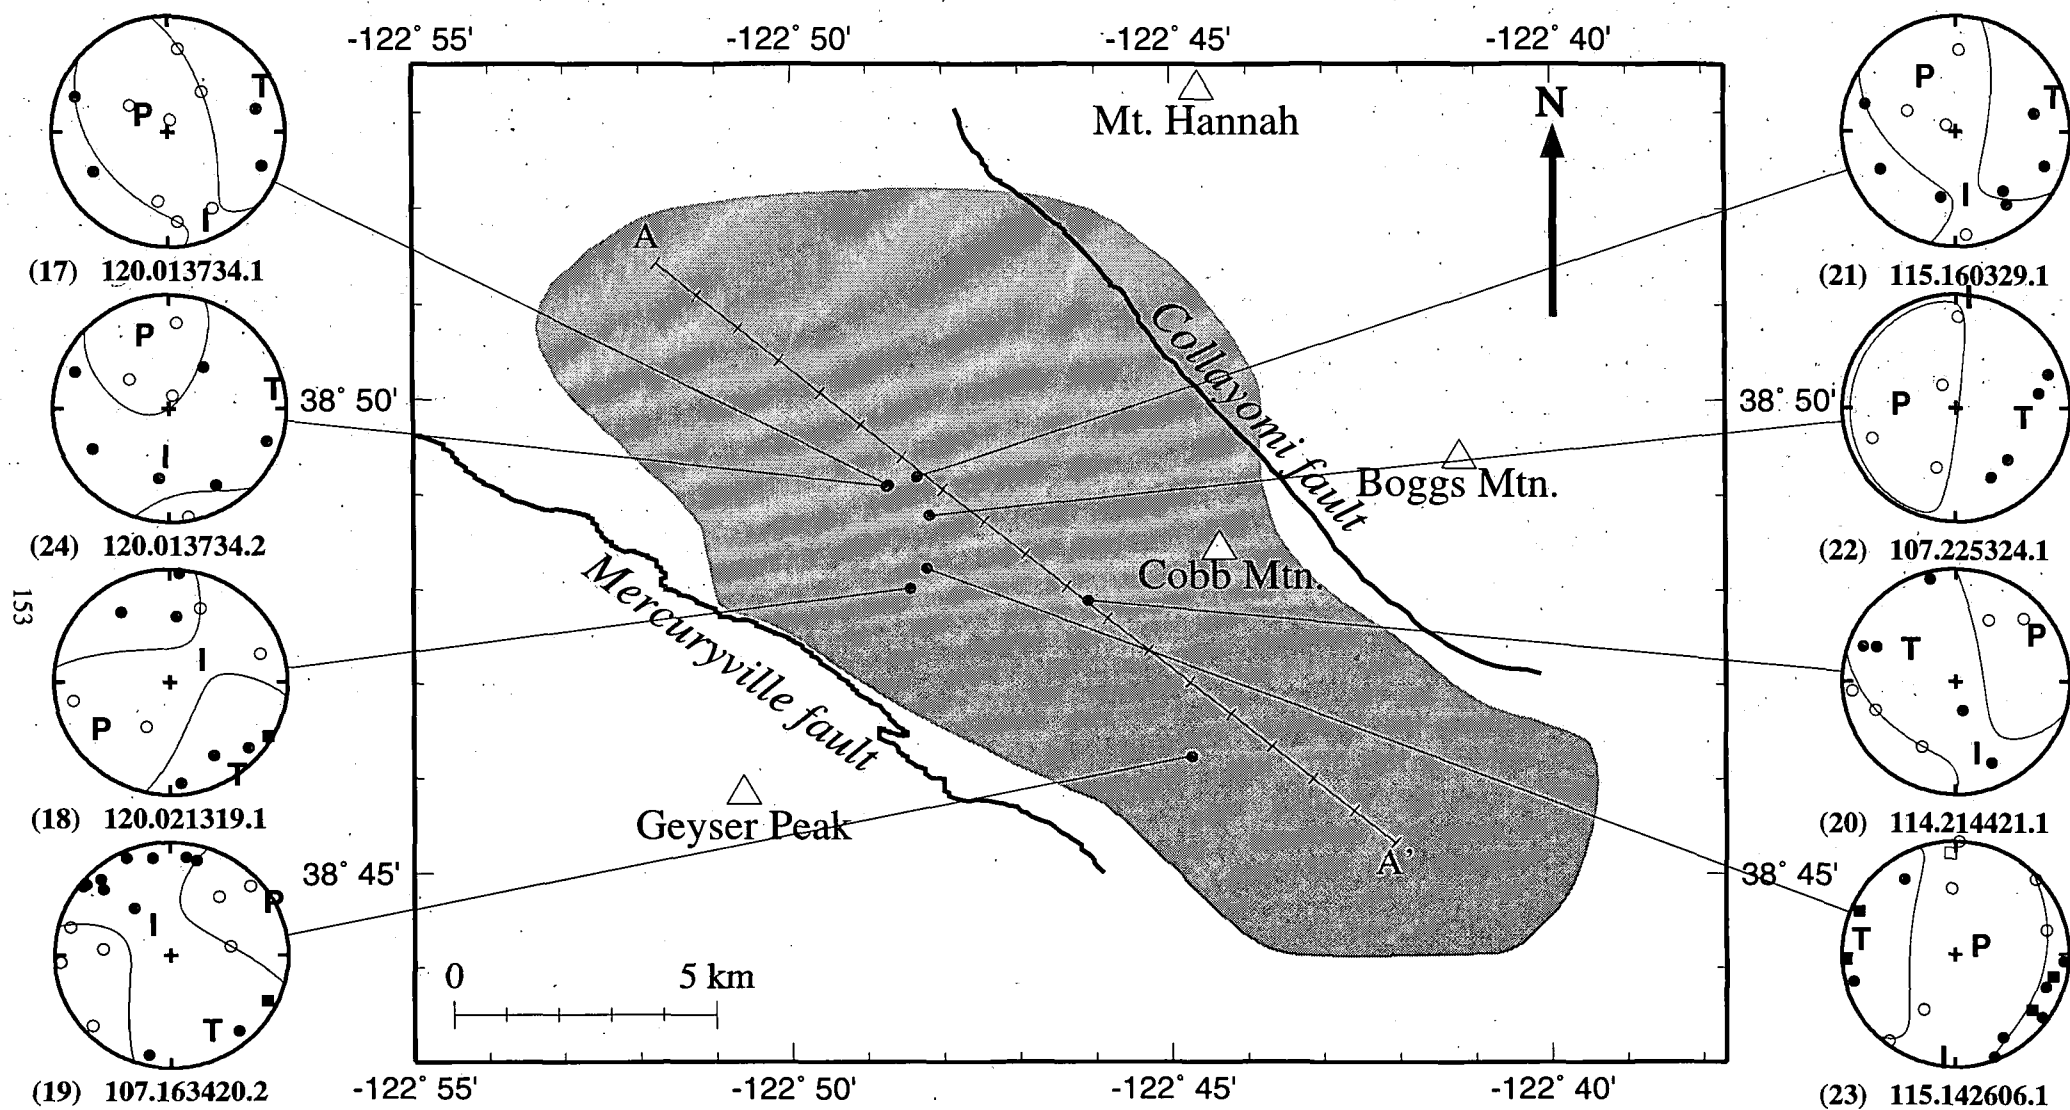 -122° 55' -122° 50' -122° 45' -122° 40'
P T I
(17) 120.013734.1
P T I
(24) 120.013734.2
I P T
(18) 120.021319.1
I P T
(19) 107.163420.2
153
Mt. Hannah
N
A
Collayomi fault
38° 50'
38° 50'
Boggs Mtn.
Cobb Mtn.
Mercuryville fault
Geyser Peak
A'
38° 45'
38° 45'
0 5 km
P T I
(21) 115.160329.1
I P T
(22) 107.225324.1
T P I
(20) 114.214421.1
T P I
(23) 115.142606.1
-122° 55' -122° 50' -122° 45' -122° 40'